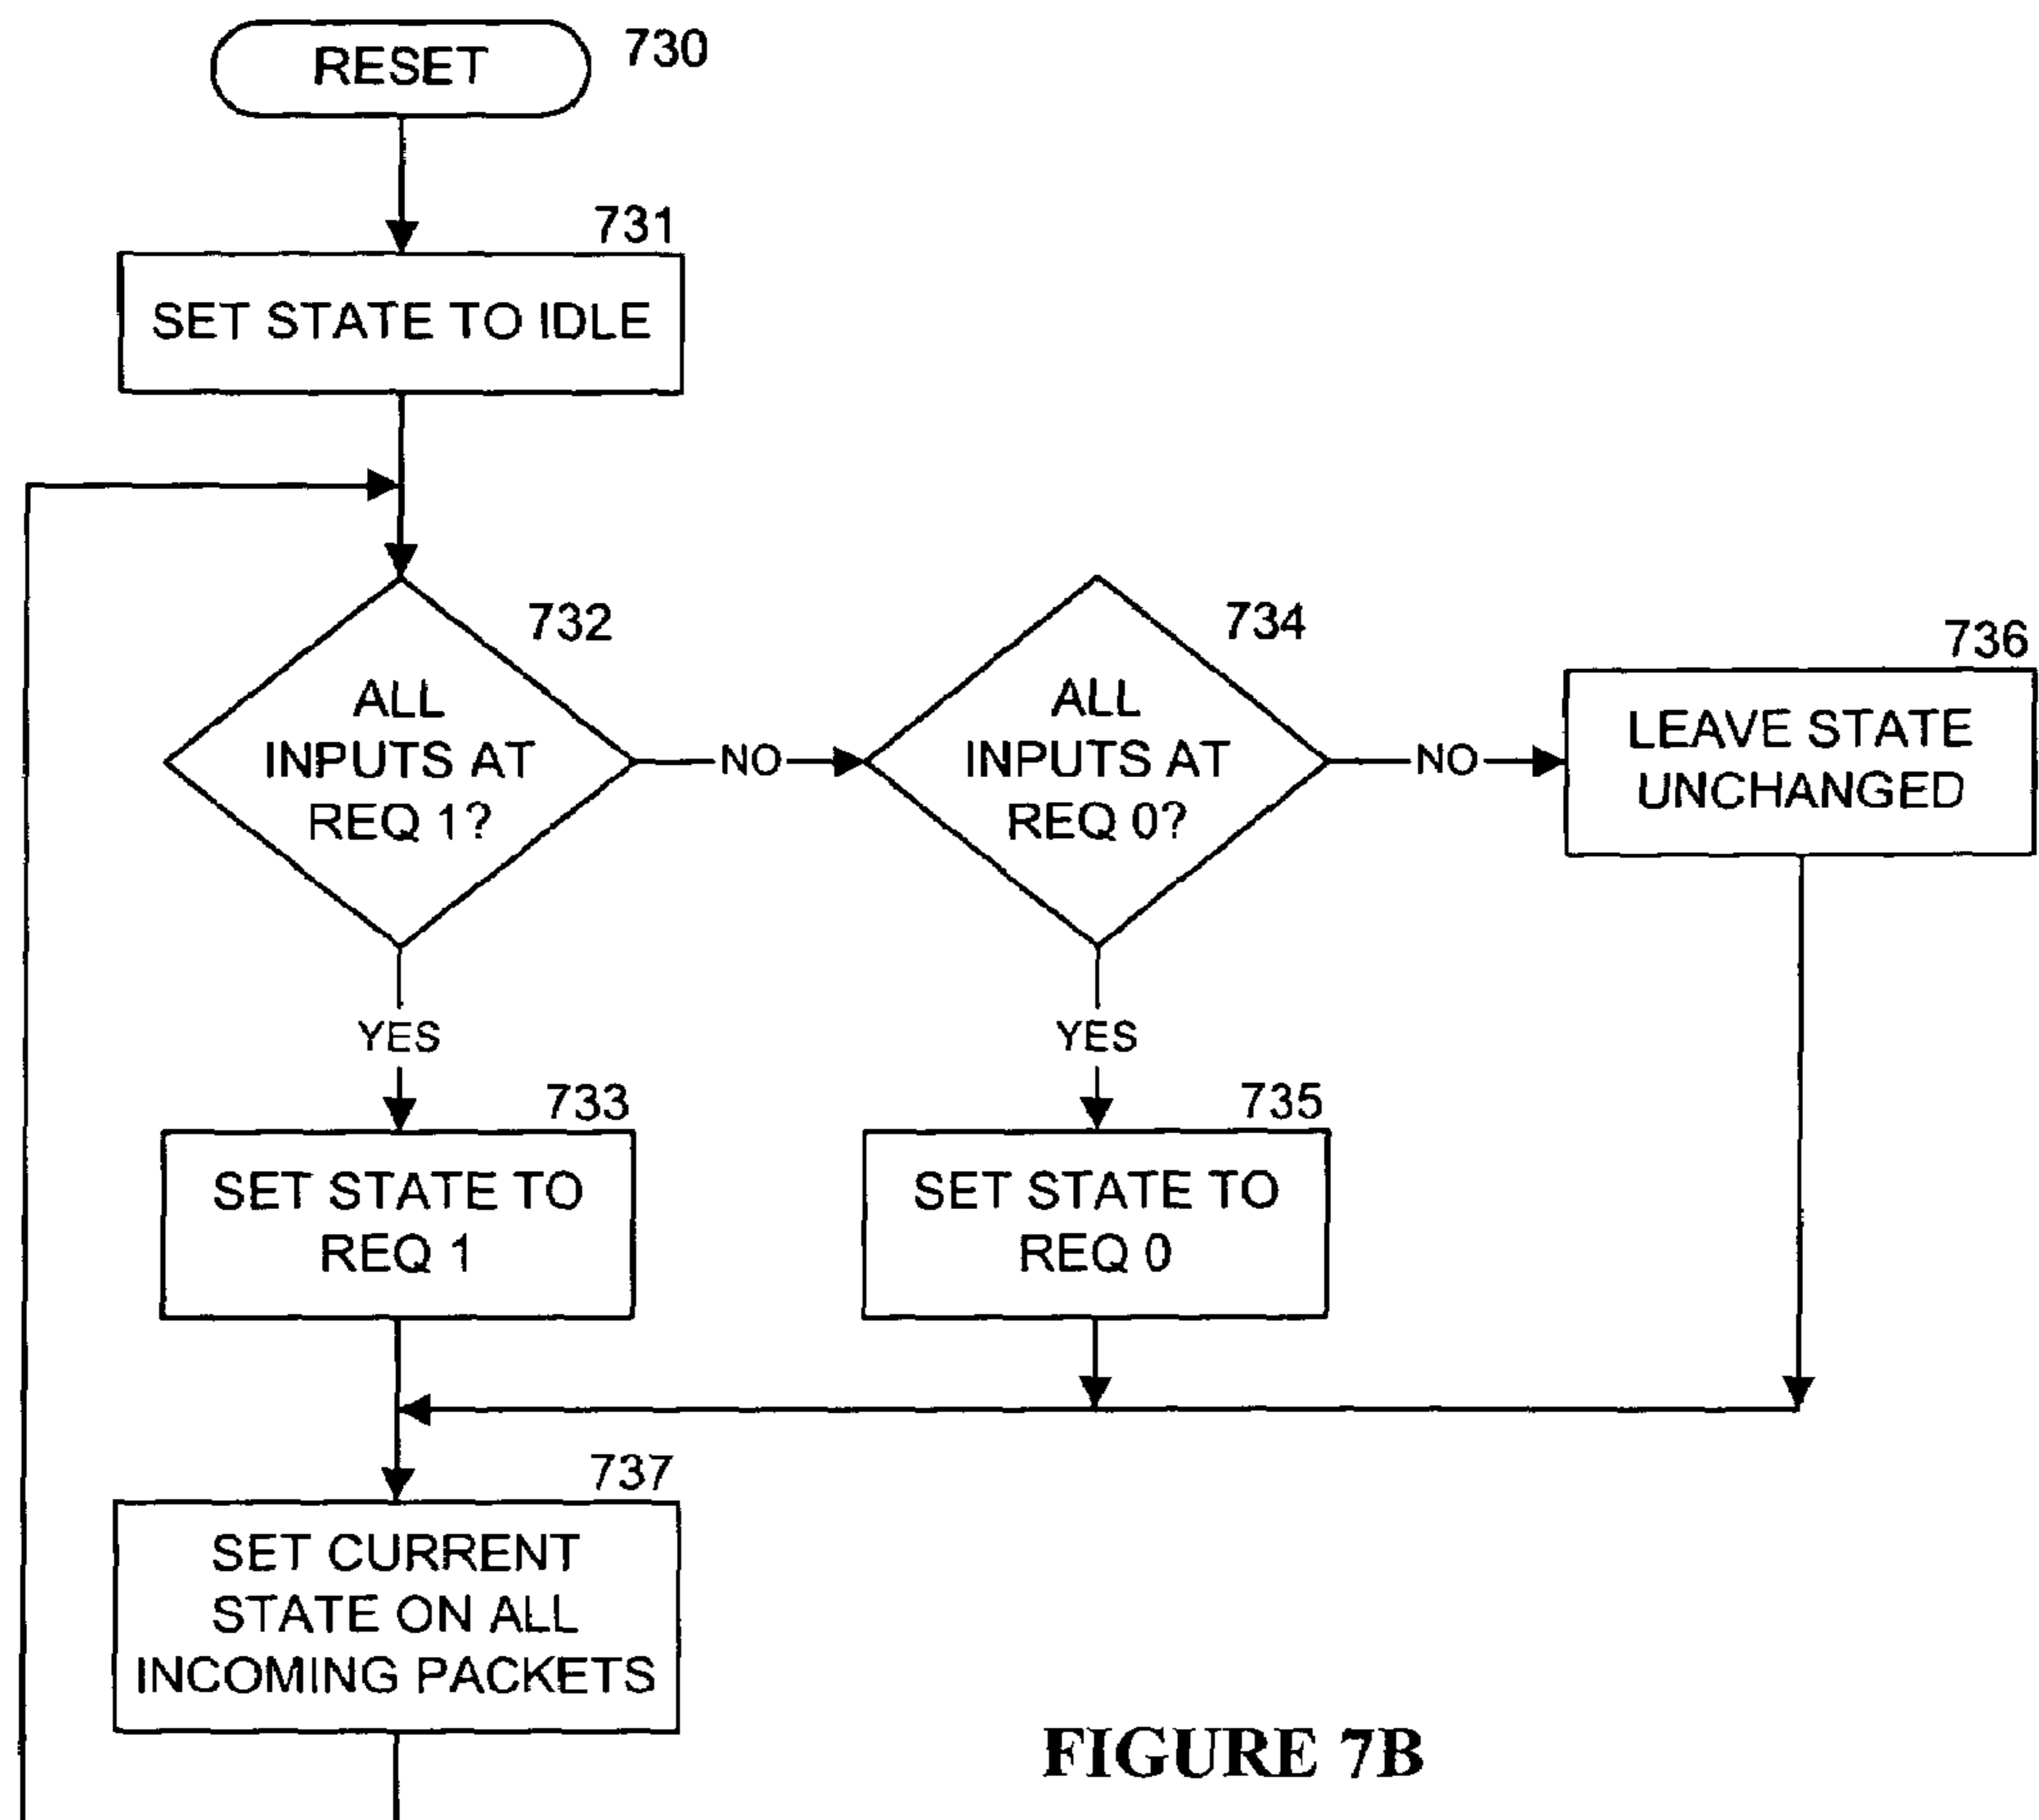 RESET
730
731
SET STATE TO IDLE
732
ALL
INPUTS AT
REQ 1?
NO
734
ALL
INPUTS AT
REQ 0?
NO
736
LEAVE STATE
UNCHANGED
YES
YES
733
SET STATE TO
REQ 1
735
SET STATE TO
REQ 0
737
SET CURRENT
STATE ON ALL
INCOMING PACKETS
FIGURE 7B